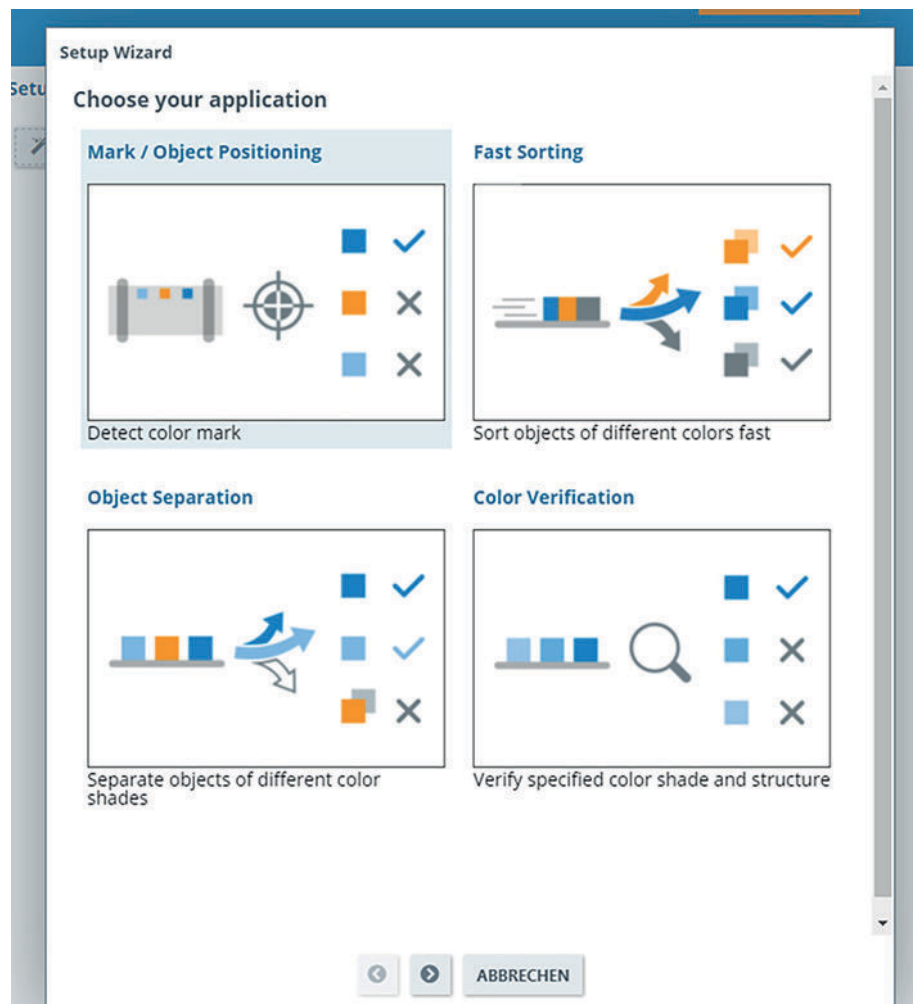 Setup Wizard
Setu
Choose your application
Mark / Object Positioning
Fast Sorting
Detect color mark
Sort objects of different colors fast
Object Separation
Color Verification
Separate objects of different color
shades
Verify specified color shade and structure
ABBRECHEN